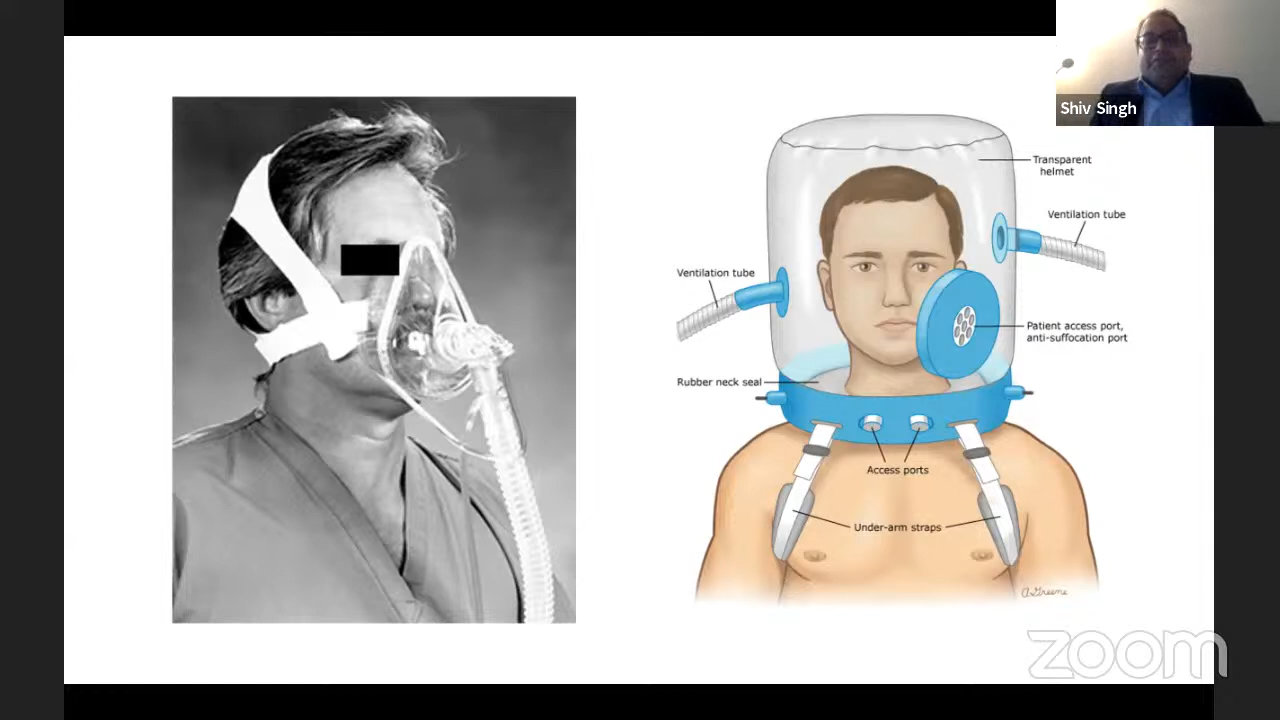 Shiv Singh
Transparent
helmet
Ventilation tube
Ventilation tube
Patient access port,
anti-suffocation port
Rubber neck seal
Access ports
Under-arm straps
A.Greene
zoom